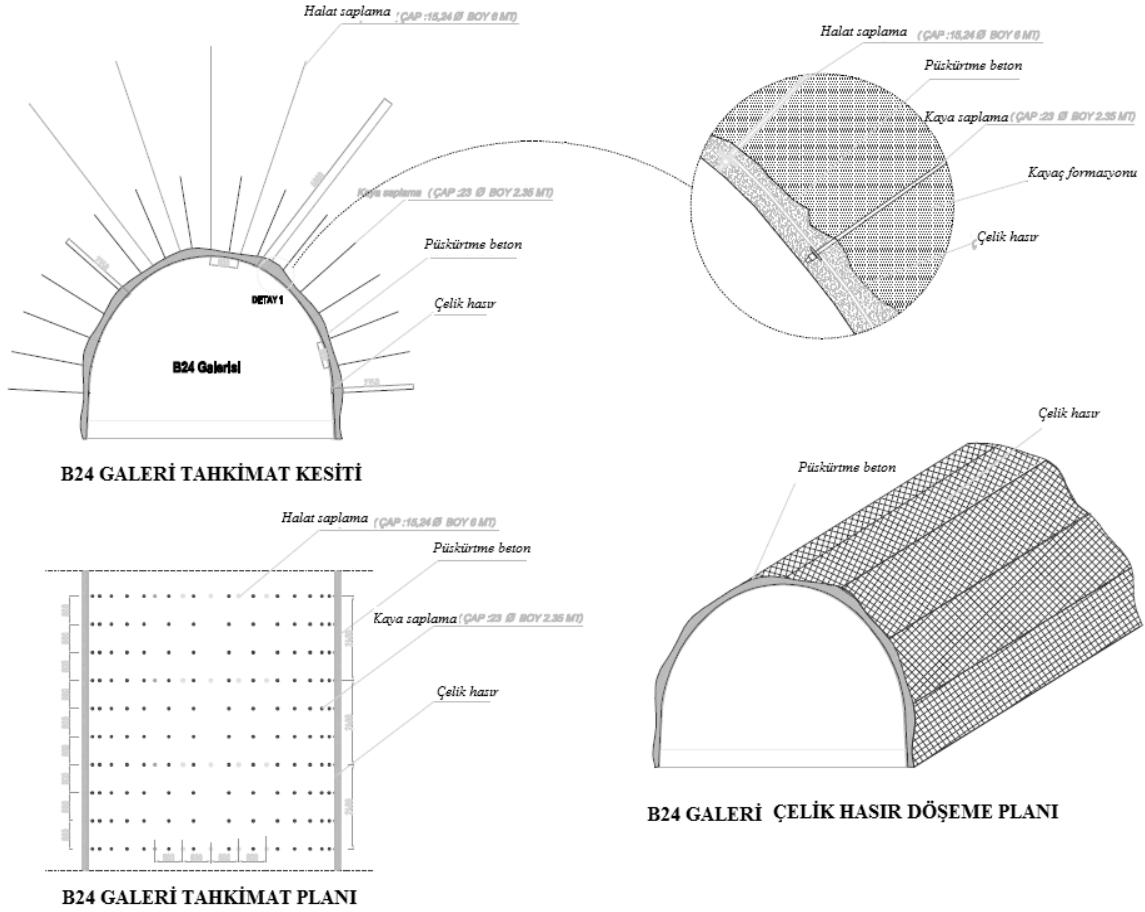 Halat saplama (ÇAP :15,24 Ø BOY 6 MT)
Kaya saplama (ÇAP :23 Ø BOY 2.35 MT)
Püskürtme beton
Çelik hasır
DETAY 1
B24 Galerisi
B24 GALERİ TAHKİMAT KESİTİ
Halat saplama (ÇAP :15,24 Ø BOY 6 MT)
Püskürtme beton
Kaya saplama (ÇAP :23 Ø BOY 2.35 MT)
Kayaç formasyonu
Çelik hasır
Halat saplama (ÇAP :15,24 Ø BOY 6 MT)
Püskürtme beton
Kaya saplama (ÇAP :23 Ø BOY 2.35 MT)
Çelik hasır
B24 GALERİ TAHKİMAT PLANI
Çelik hasır
Püskürtme beton
B24 GALERİ ÇELİK HASIR DÖŞEME PLANI